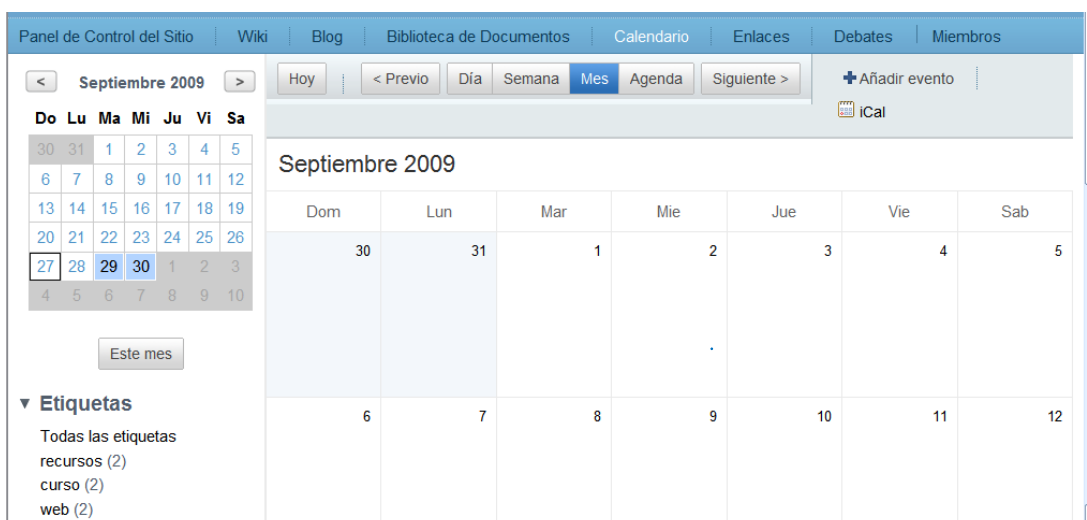 Panel de Control del Sitio Wiki Blog Biblioteca de Documentos Calendario Enlaces Debates Miembros
< Septiembre 2009 >
Do Lu Ma Mi Ju Vi Sa
30 31 1 2 3 4 5
6 7 8 9 10 11 12
13 14 15 16 17 18 19
20 21 22 23 24 25 26
27 28 29 30 1 2 3
4 5 6 7 8 9 10
Este mes
Etiquetas
Todas las etiquetas
recursos (2)
curso (2)
web (2)
Hoy < Previo Día Semana Mes Agenda Siguiente > Añadir evento
iCal
Septiembre 2009
Dom Lun Mar Mie Jue Vie Sab
30 31 1 2 3 4 5
6 7 8 9 10 11 12